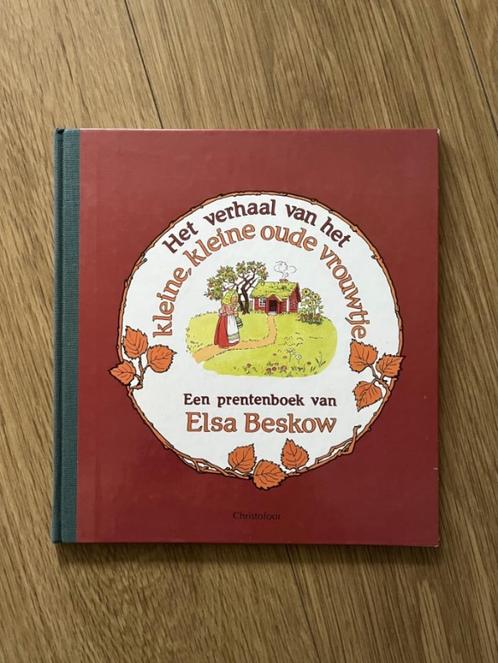 Het verhaal van het
kleine, kleine oude vrouwtje
Een prentenboek van
Elsa Beskow
Christofoor